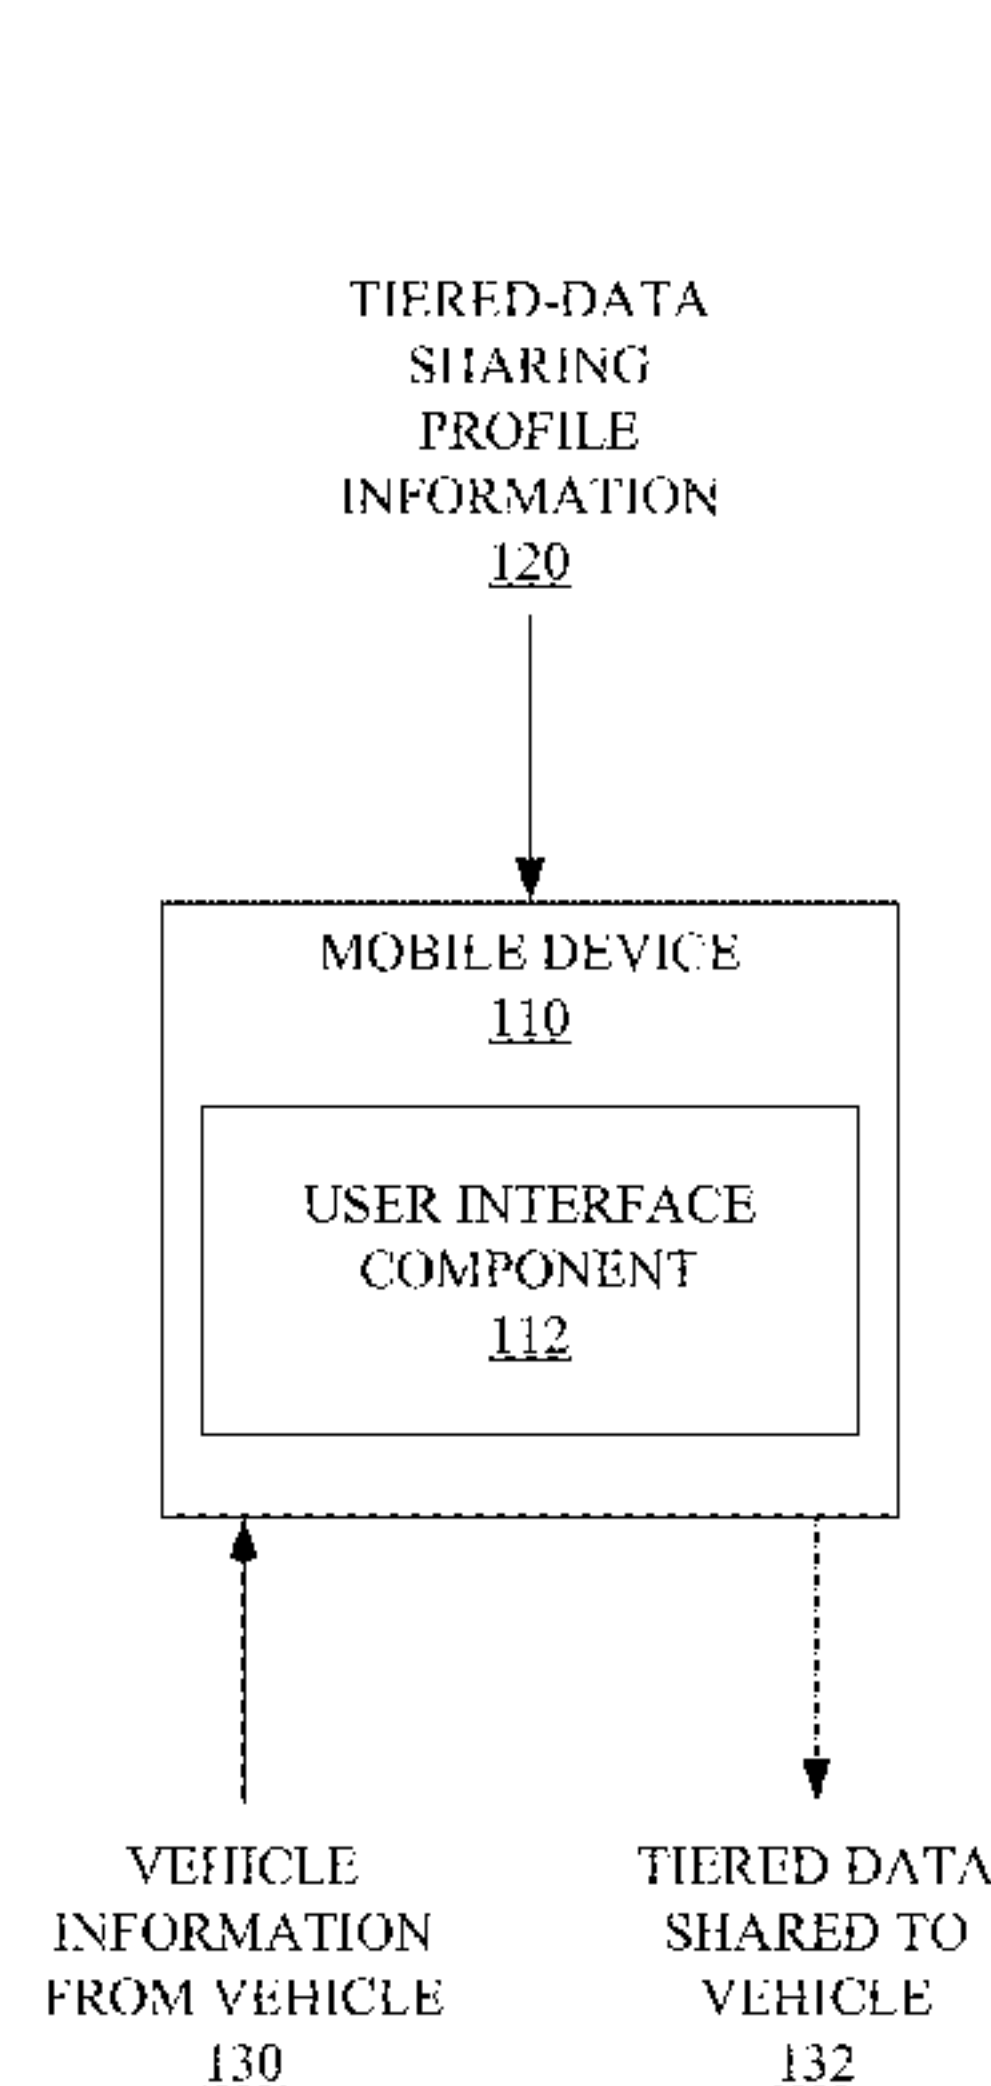 TIERED-DATA
SHARING
PROFILE
INFORMATION
120
MOBILE DEVICE
110
USER INTERFACE
COMPONENT
112
VEHICLE
INFORMATION
FROM VEHICLE
130
TIERED DATA
SHARED TO
VEHICLE
132